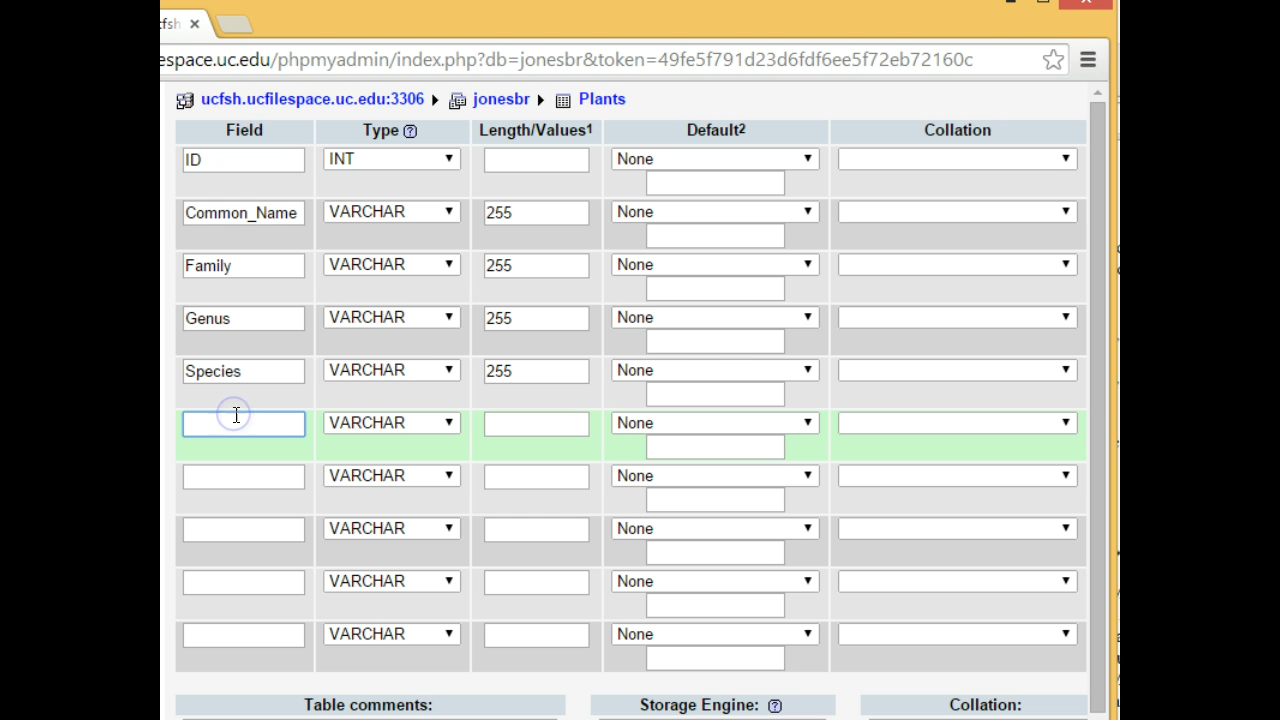 cfsh ×
espace.uc.edu/phpmyadmin/index.php?db=jonesbr&token=49fe5f791d23d6fdf6ee5f72eb72160c
ucfsh.ucfilespace.uc.edu:3306 ▸ jonesbr ▸ Plants
Field Type ? Length/Values1 Default2 Collation
ID INT None
Common_Name VARCHAR 255 None
Family VARCHAR 255 None
Genus VARCHAR 255 None
Species VARCHAR 255 None
VARCHAR None
VARCHAR None
VARCHAR None
VARCHAR None
VARCHAR None
Table comments: Storage Engine: ? Collation: